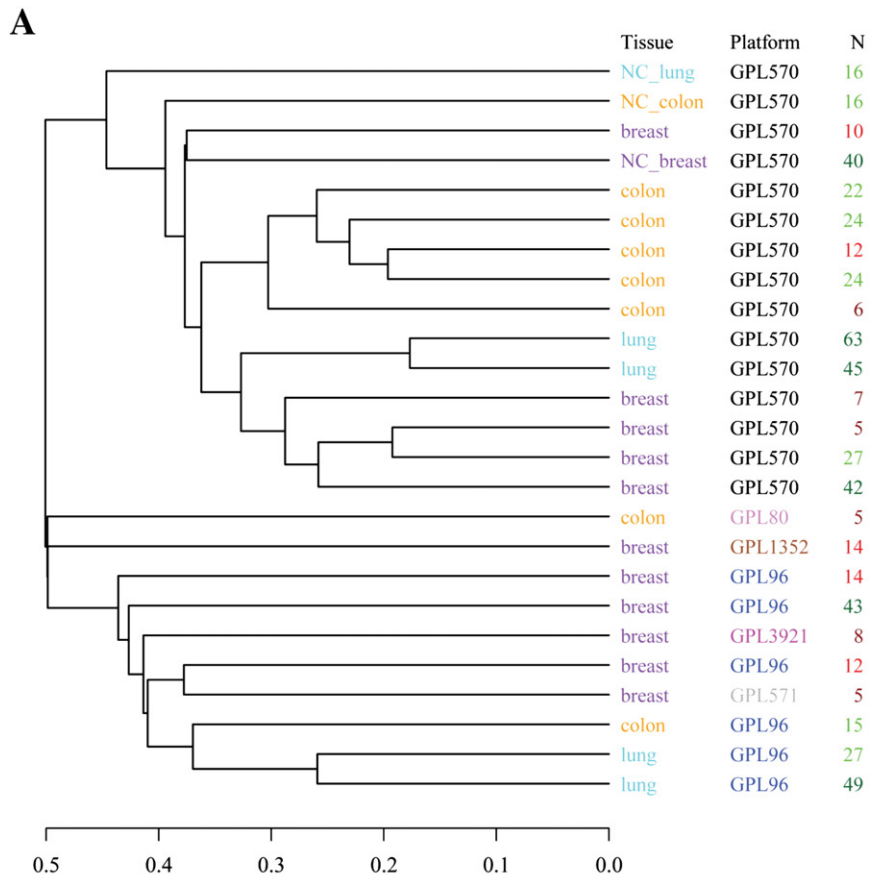 A
Tissue Platform N
NC_lung GPL570 16
NC_colon GPL570 16
breast GPL570 10
NC_breast GPL570 40
colon GPL570 22
colon GPL570 24
colon GPL570 12
colon GPL570 24
colon GPL570 6
lung GPL570 63
lung GPL570 45
breast GPL570 7
breast GPL570 5
breast GPL570 27
breast GPL570 42
colon GPL80 5
breast GPL1352 14
breast GPL96 14
breast GPL96 43
breast GPL3921 8
breast GPL96 12
breast GPL571 5
colon GPL96 15
lung GPL96 27
lung GPL96 49
0.5 0.4 0.3 0.2 0.1 0.0